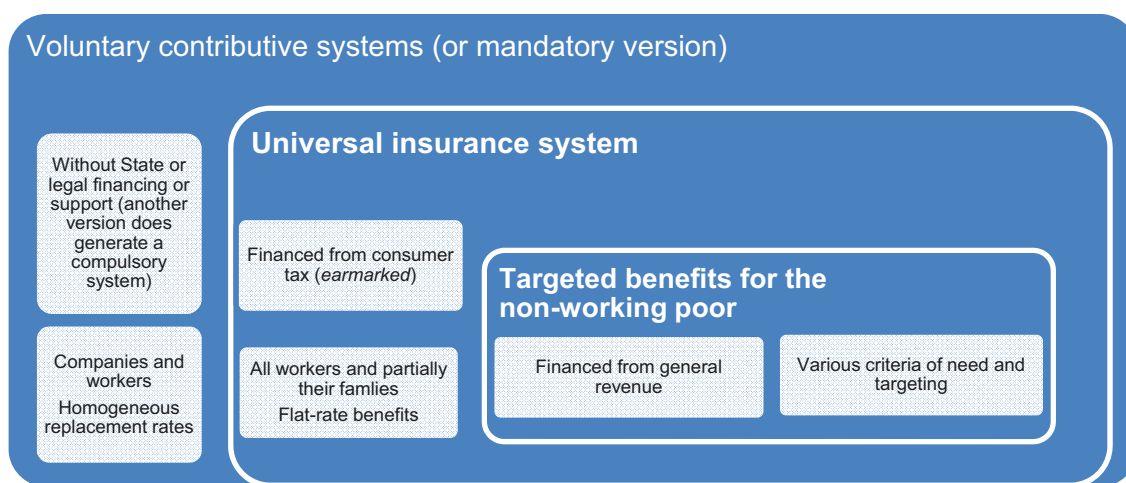 Voluntary contributive systems (or mandatory version)
Without State or
legal financing or
support (another
version does
generate a
compulsory
system)
Companies and
workers
Homogeneous
replacement rates
Universal insurance system
Financed from consumer
tax (earmarked)
All workers and partially
their famlies
Flat-rate benefits
Targeted benefits for the
non-working poor
Financed from general
revenue
Various criteria of need and
targeting